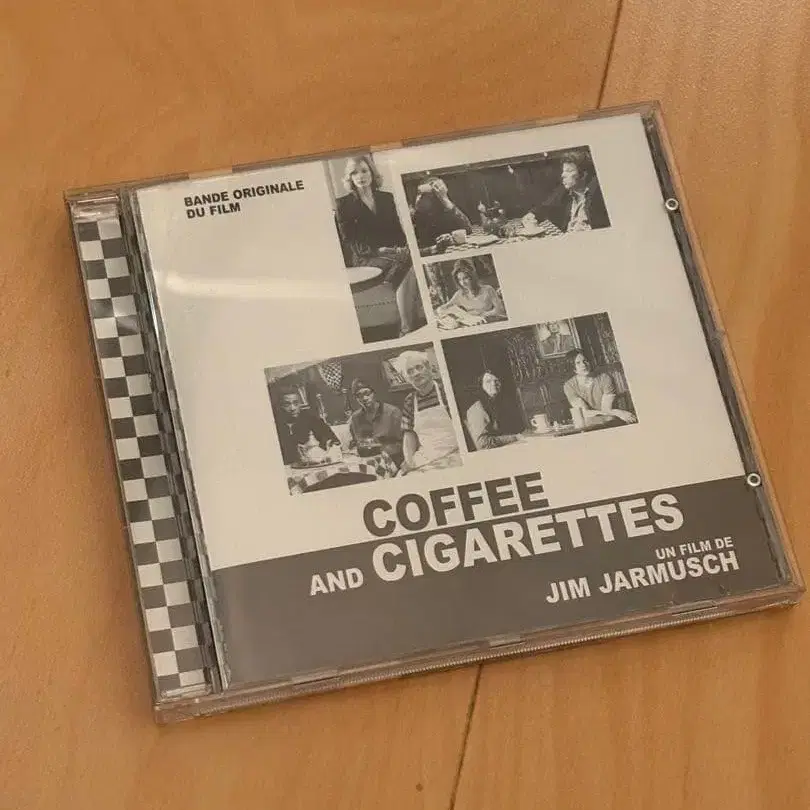 BANDE ORIGINALE
DU FILM
COFFEE
AND CIGARETTES
UN FILM DE
JIM JARMUSCH